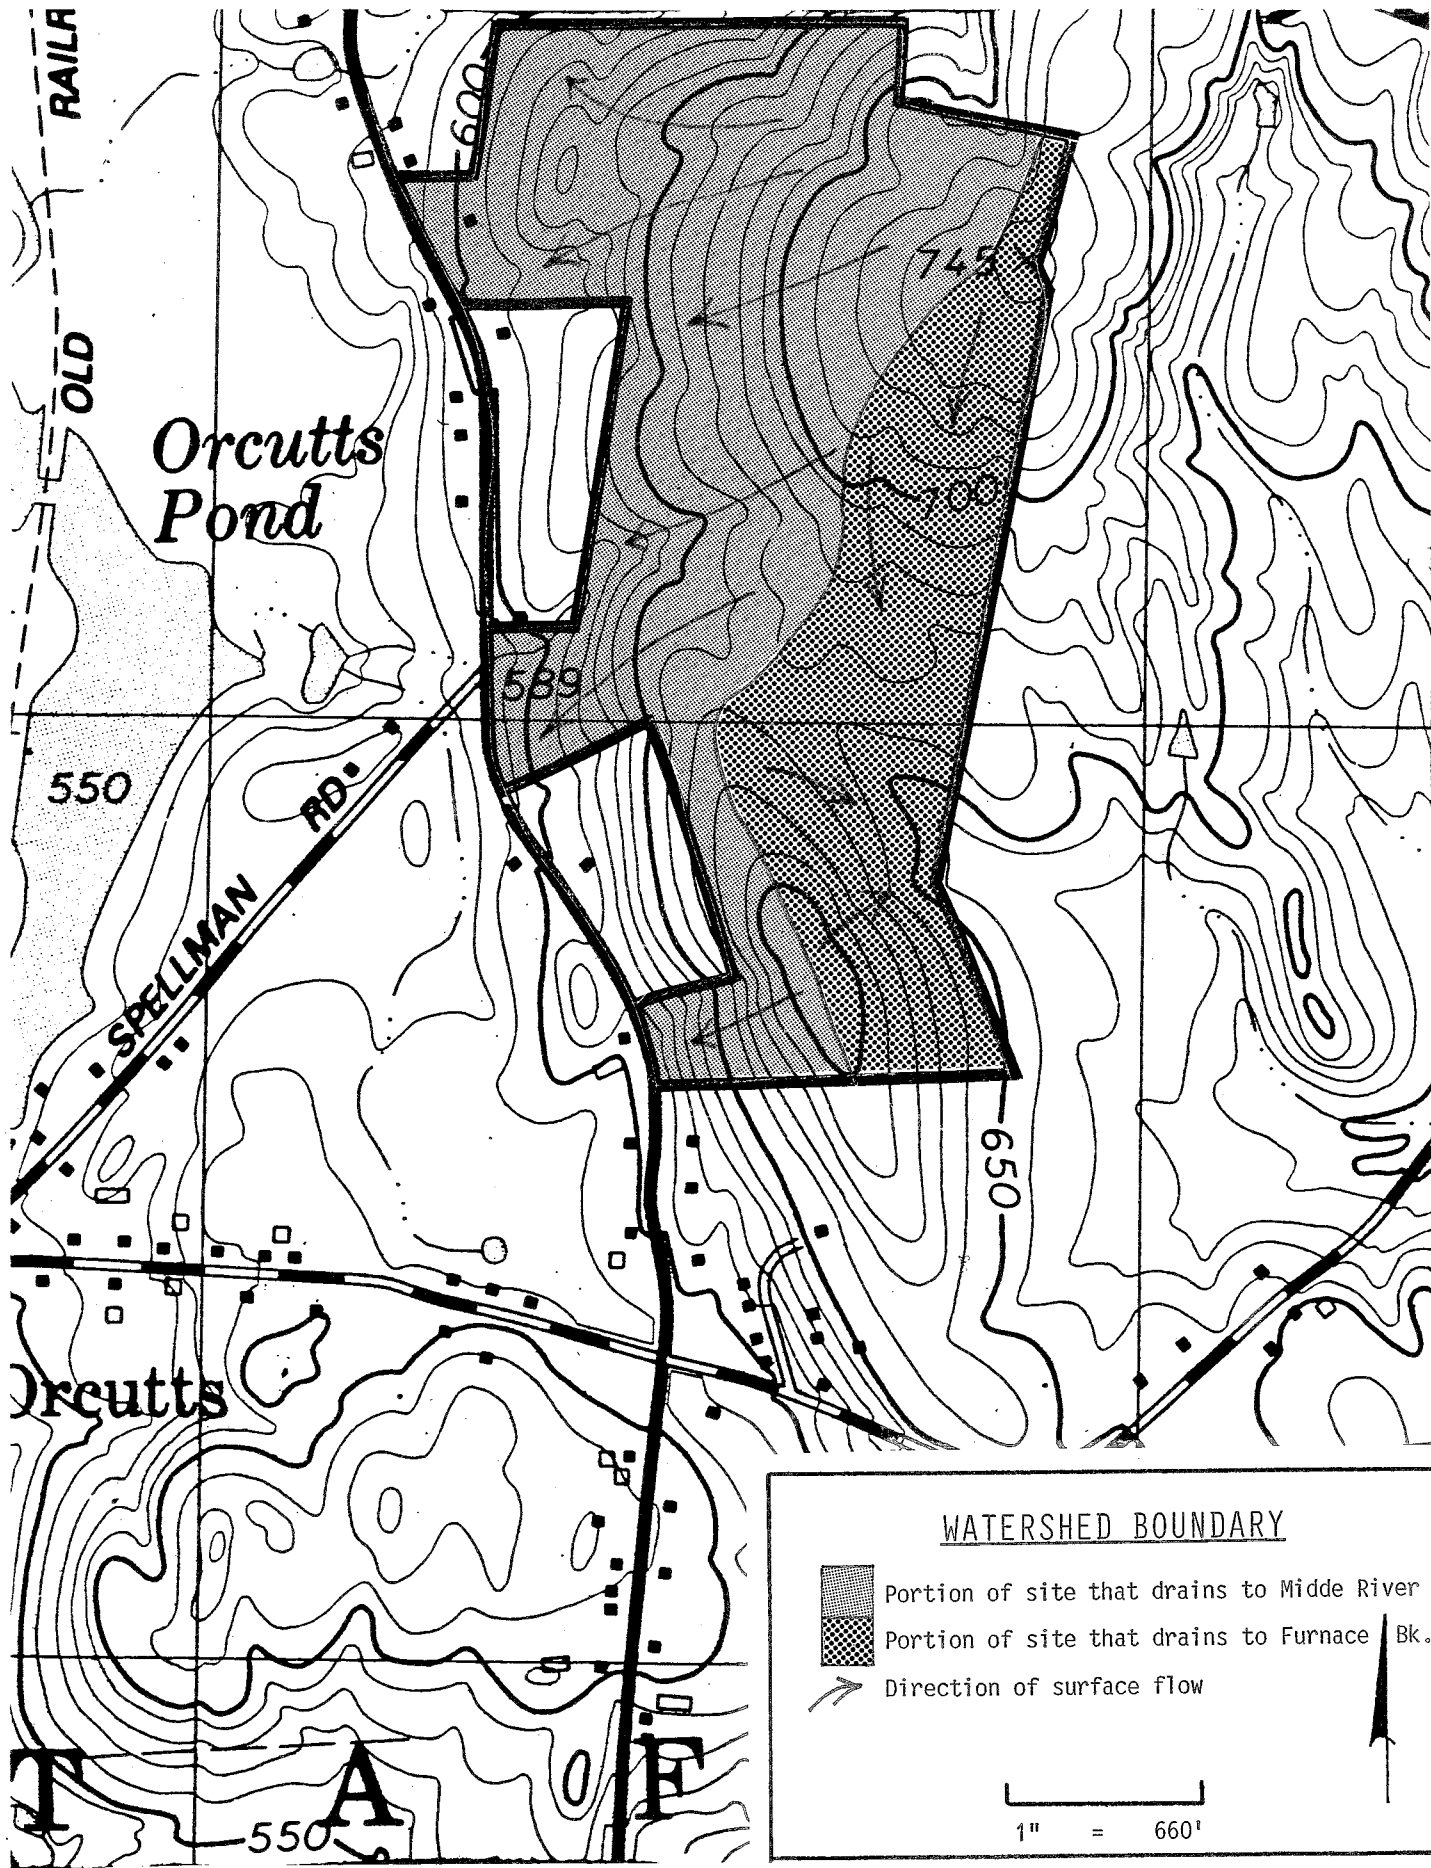 RAILR
OLD
600
745
Orcutts
Pond
700
589
550
SPELLMAN RD
650
Orcutts
T A F
550
WATERSHED BOUNDARY
Portion of site that drains to Midde River
Portion of site that drains to Furnace Bk.
Direction of surface flow
1" = 660'